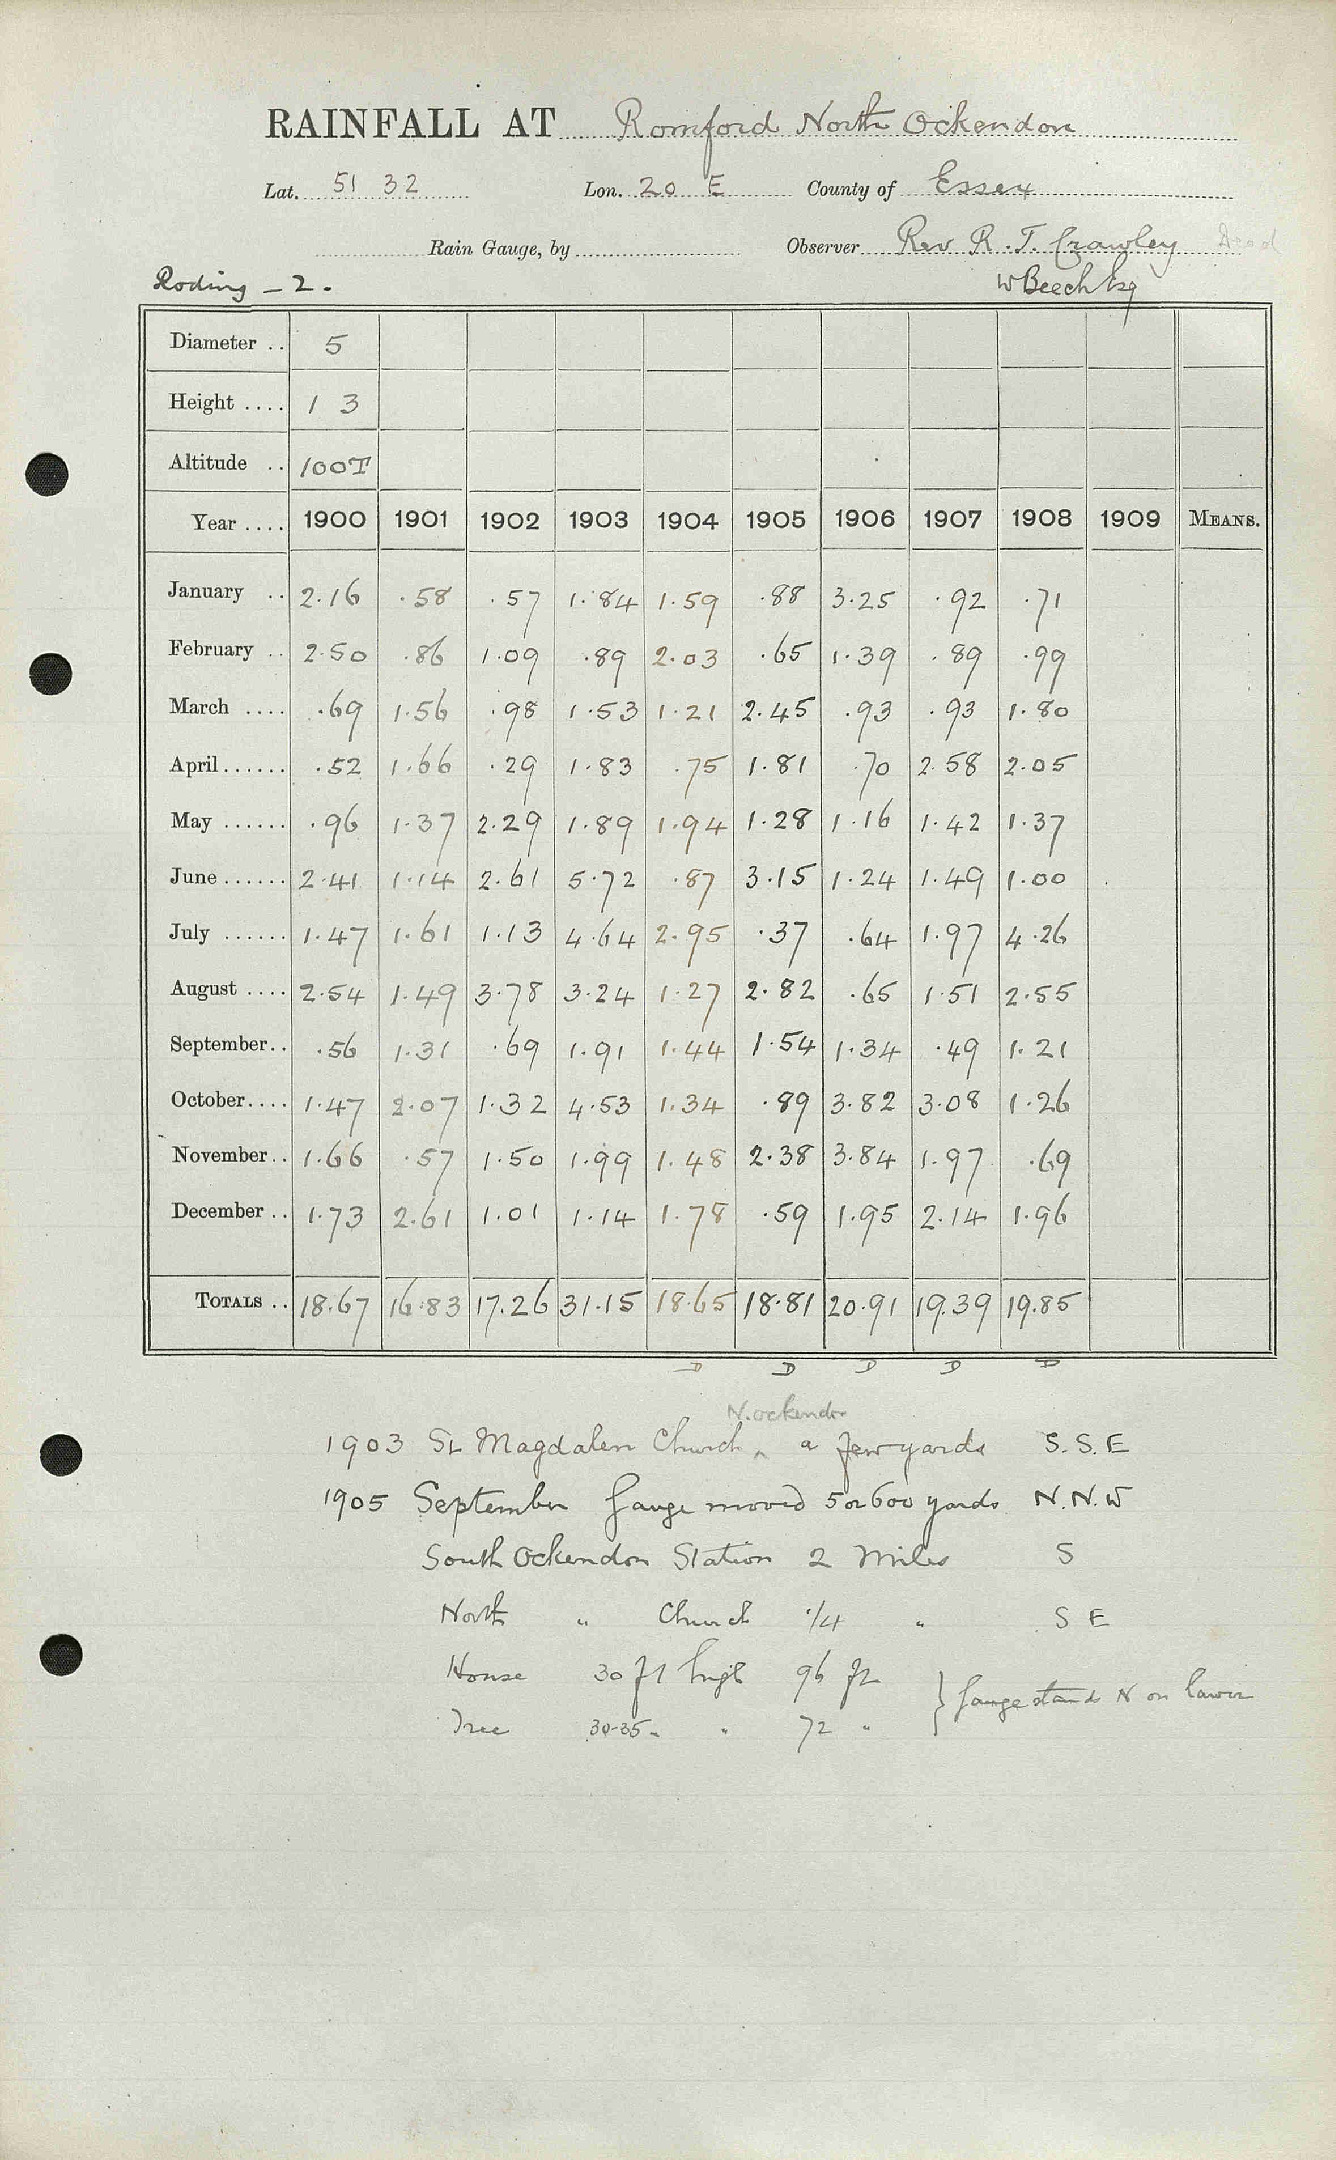 RAINFALL AT Romford North Ockendon
Lat. 51 32 Lon. 20 E County of Essex
Rain Gauge, by Observer Rev R. T. Crawley Dead
Roding - 2. W Beech Esq
Diameter .. 5
Height .... 1 3
Altitude .. 100T
Year .... 1900 1901 1902 1903 1904 1905 1906 1907 1908 1909 MEANS.
January .. 2.16 .58 .57 1.84 1.59 .88 3.25 .92 .71
February .. 2.50 .86 1.09 .89 2.03 .65 1.39 .89 .99
March .... .69 1.56 .98 1.53 1.21 2.45 .93 .93 1.80
April...... .52 1.66 .29 1.83 .75 1.81 .70 2.58 2.05
May ...... .96 1.37 2.29 1.89 1.94 1.28 1.16 1.42 1.37
June...... 2.41 1.14 2.61 5.72 .87 3.15 1.24 1.49 1.00
July ...... 1.47 1.61 1.13 4.64 2.95 .37 .64 1.97 4.26
August .... 2.54 1.49 3.78 3.24 1.27 2.82 .65 1.51 2.55
September.. .56 1.31 .69 1.91 1.44 1.54 1.34 .49 1.21
October.... 1.47 2.07 1.32 4.53 1.34 .89 3.82 3.08 1.26
November.. 1.66 .57 1.50 1.99 1.48 2.38 3.84 1.97 .69
December .. 1.73 2.61 1.01 1.14 1.78 .59 1.95 2.14 1.96
TOTALS .. 18.67 16.83 17.26 31.15 18.65 18.81 20.91 19.39 19.85
D D D D D
N. Ockendon
1903 St Magdalen Church ^ a few yards S. S. E
1905 September gauge moved 5 or 600 yards N. N. W
South Ockendon Station 2 Miles S
North " Church 1/4 " S E
House 30 ft high 96 ft
} gauge stands N on lawn
Tree 30-35 " " 72 "